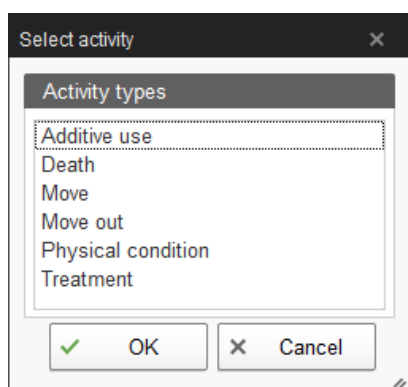 Select activity
Activity types
Additive use
Death
Move
Move out
Physical condition
Treatment
OK Cancel